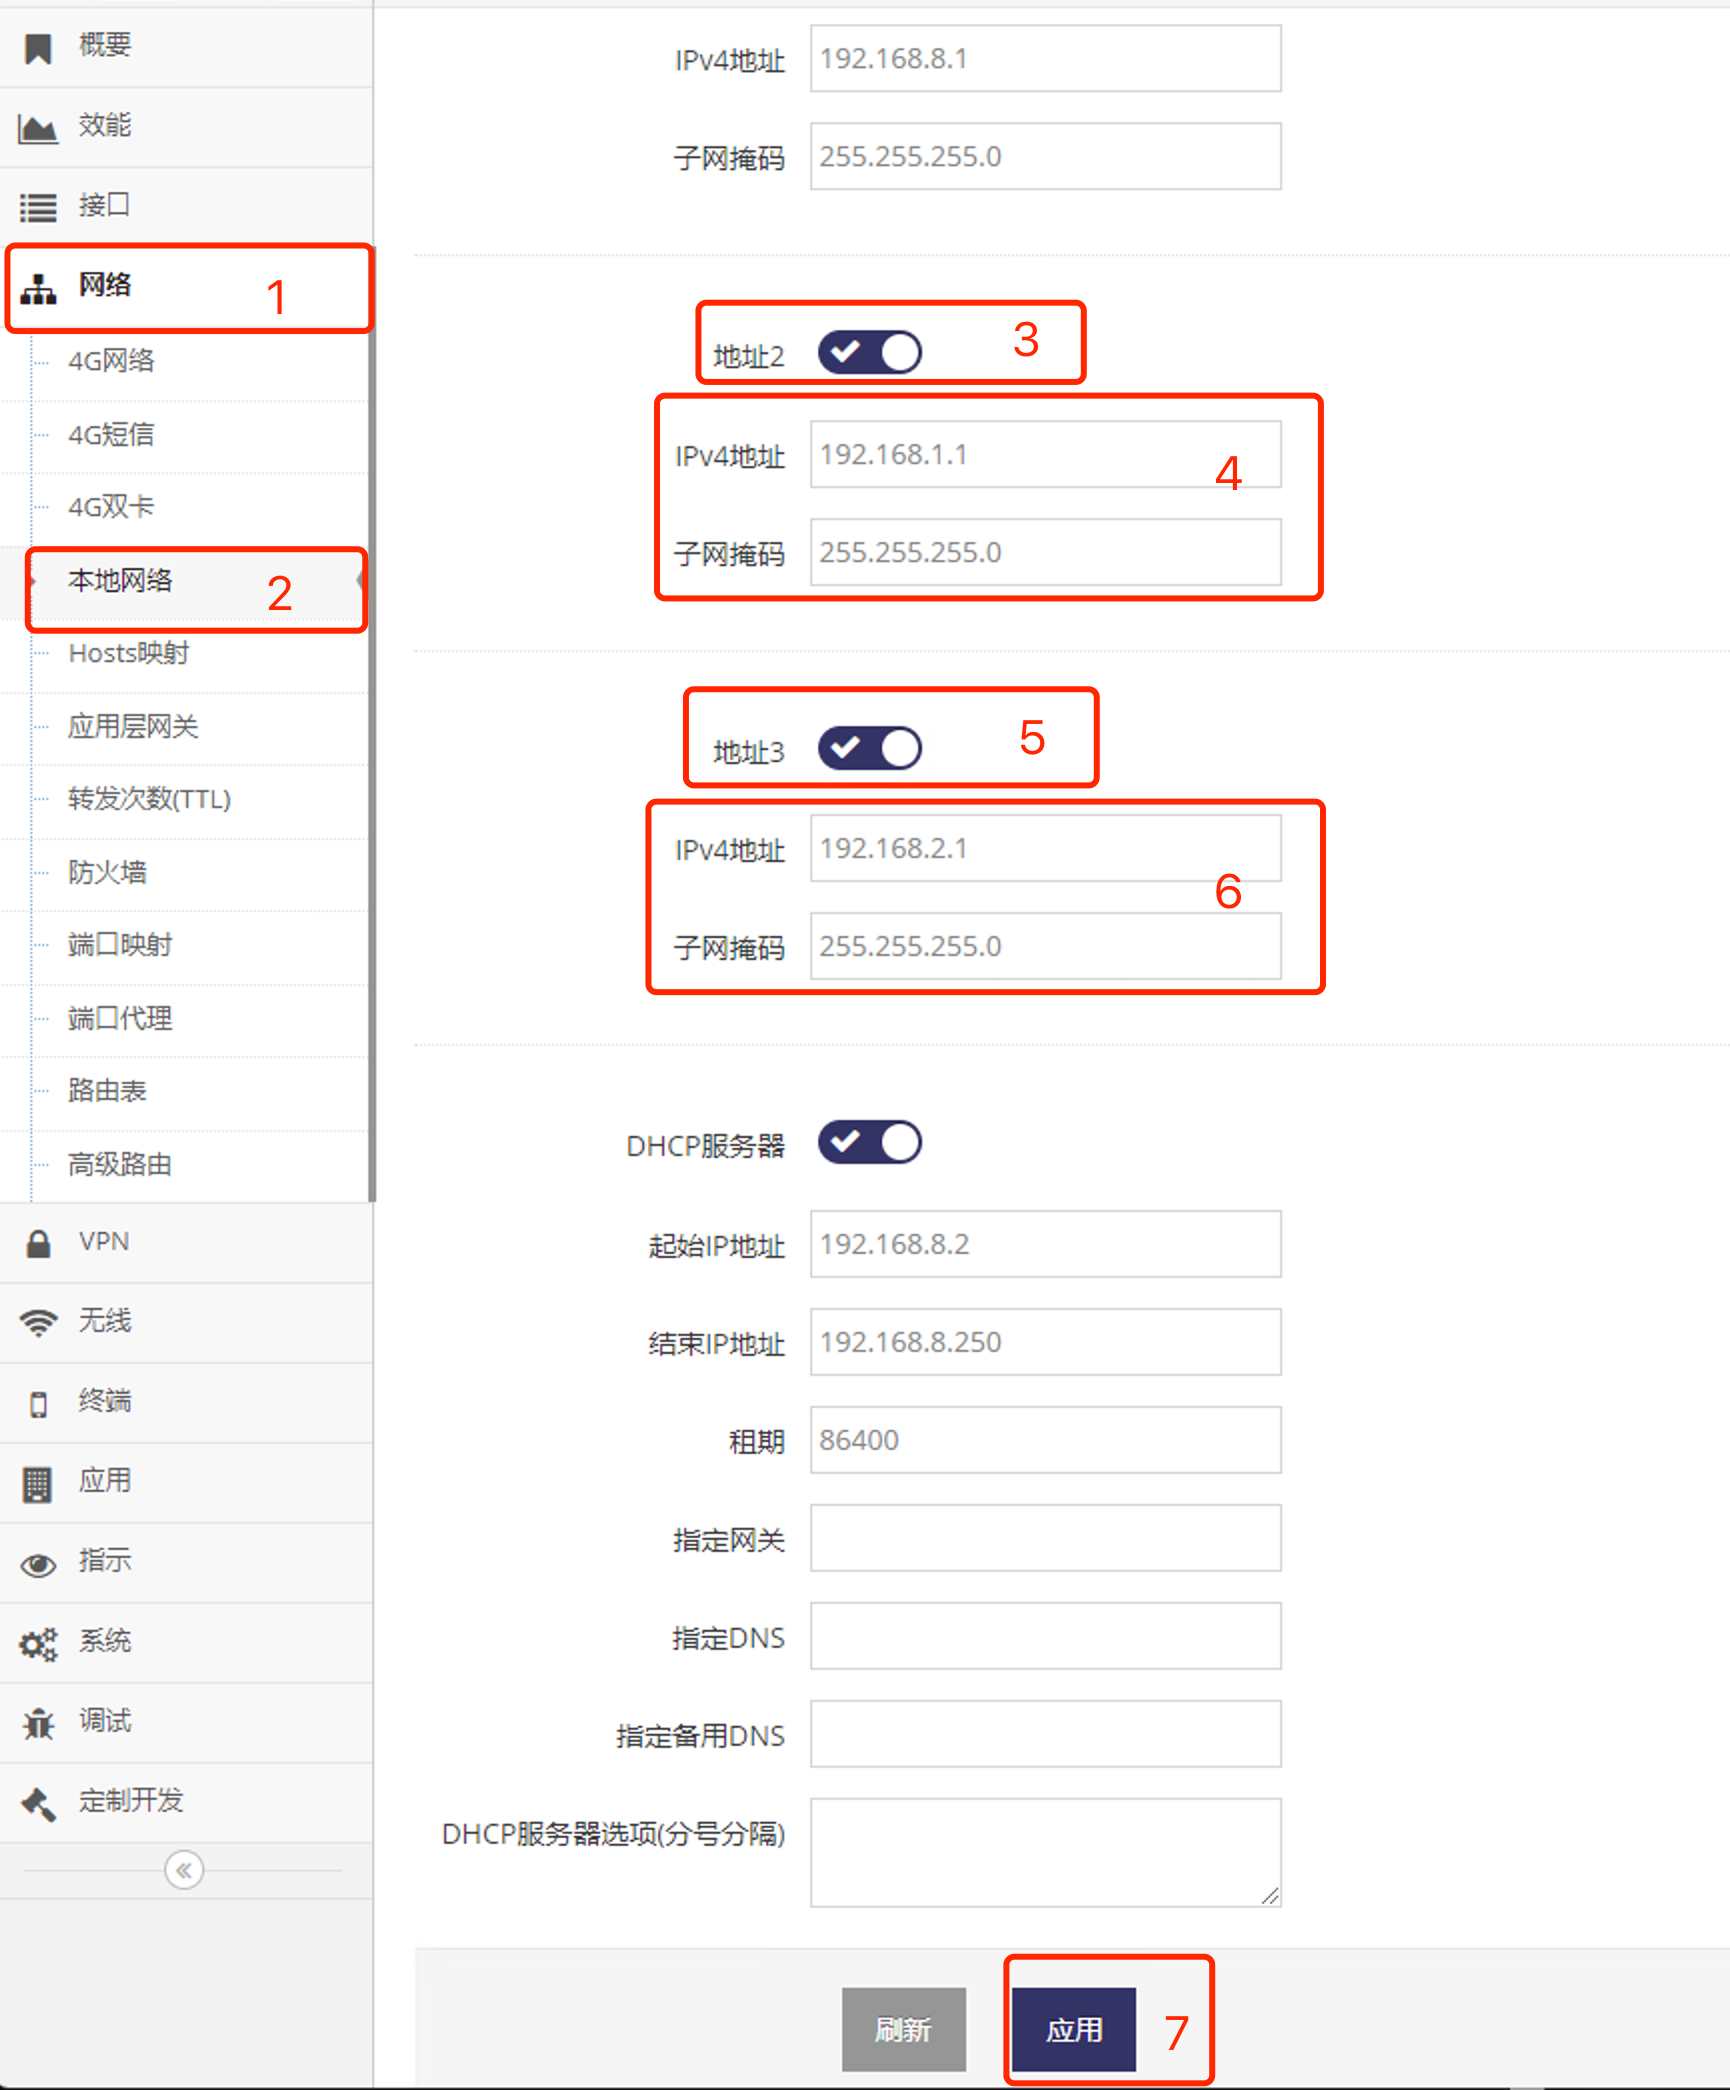 概要
效能
接口
网络 1
4G网络
4G短信
4G双卡
本地网络 2
Hosts映射
应用层网关
转发次数(TTL)
防火墙
端口映射
端口代理
路由表
高级路由
VPN
无线
终端
应用
指示
系统
调试
定制开发
IPv4地址 192.168.8.1
子网掩码 255.255.255.0
地址2 3
IPv4地址 192.168.1.1 4
子网掩码 255.255.255.0
地址3 5
IPv4地址 192.168.2.1
6
子网掩码 255.255.255.0
DHCP服务器
起始IP地址 192.168.8.2
结束IP地址 192.168.8.250
租期 86400
指定网关
指定DNS
指定备用DNS
DHCP服务器选项(分号分隔)
刷新 应用 7